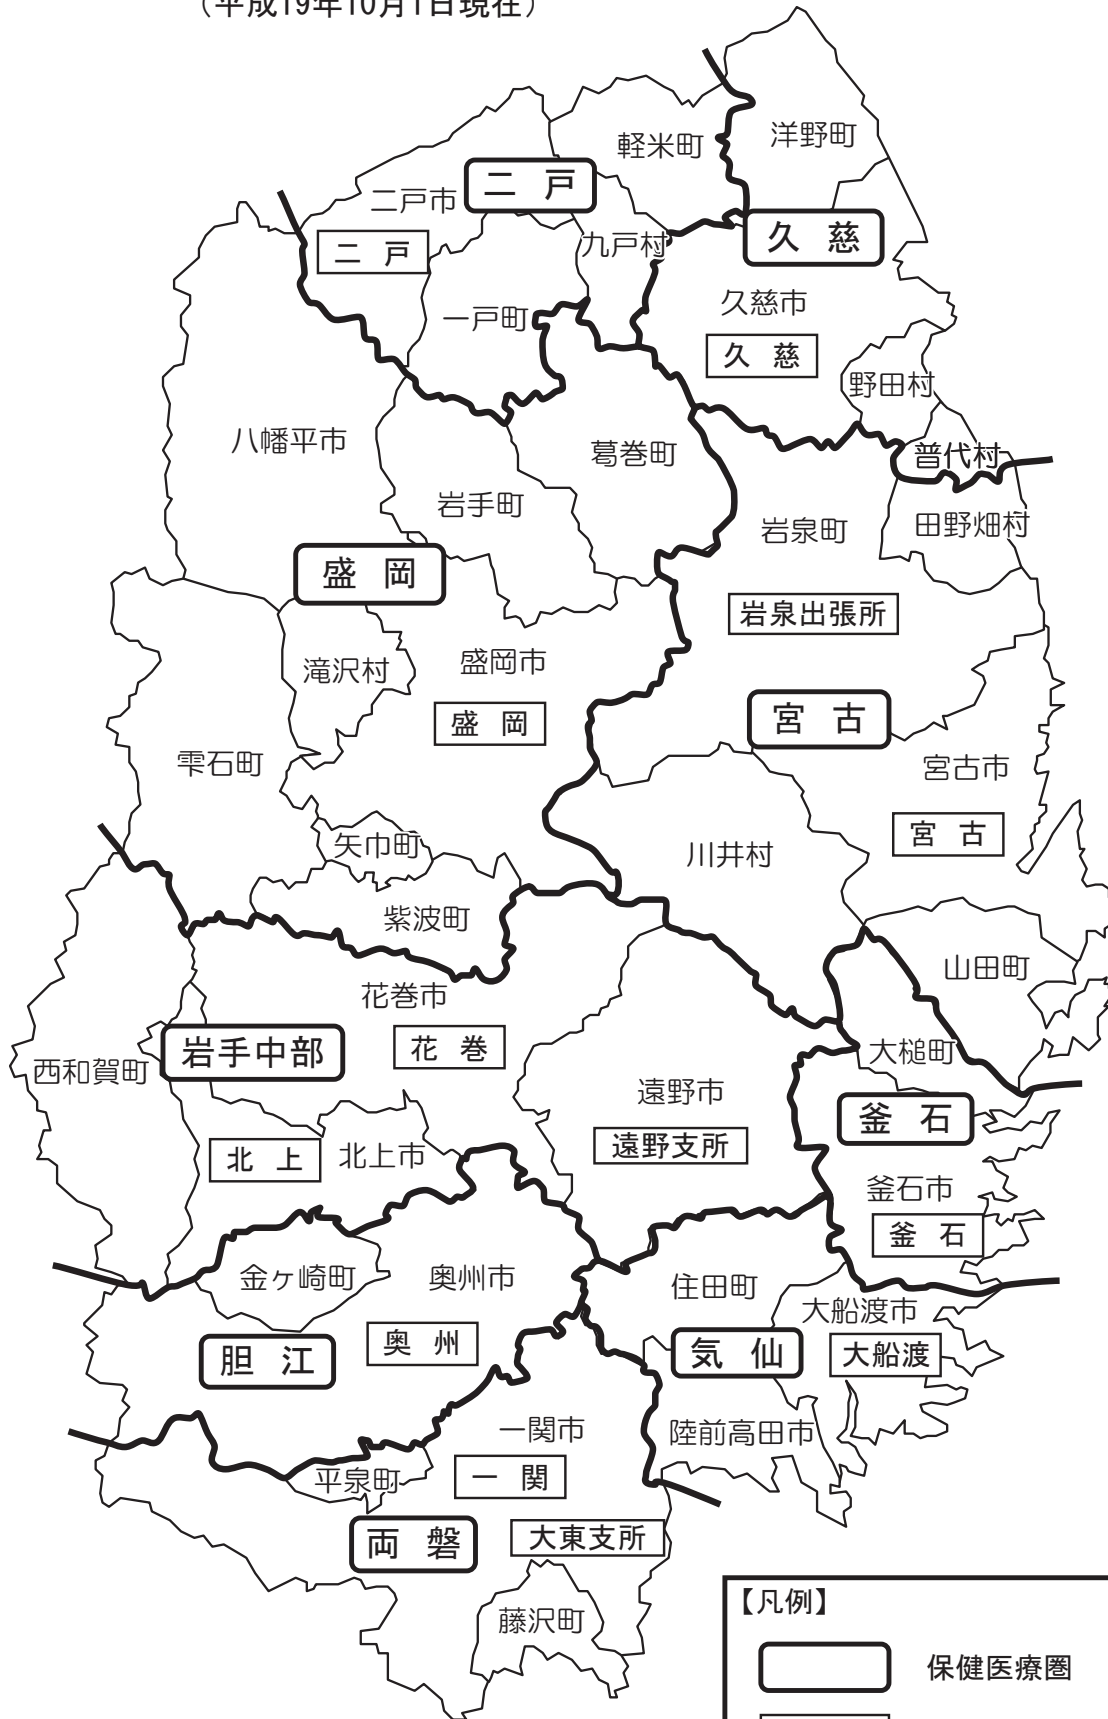 （平成19年10月1日現在）
洋野町
軽米町
二戸
二戸市
久慈
九戸村
二戸
久慈市
一戸町
久慈
野田村
八幡平市
葛巻町
普代村
岩手町
岩泉町
田野畑村
盛岡
岩泉出張所
盛岡市
滝沢村
宮古
盛岡
雫石町
宮古市
宮古
矢巾町
川井村
紫波町
山田町
花巻市
岩手中部
花巻
大槌町
西和賀町
遠野市
釜石
遠野支所
北上
北上市
釜石市
釜石
金ヶ崎町
奥州市
住田町
大船渡市
奥州
気仙
大船渡
胆江
一関市
陸前高田市
平泉町
一関
両磐
大東支所
藤沢町
【凡例】
保健医療圏